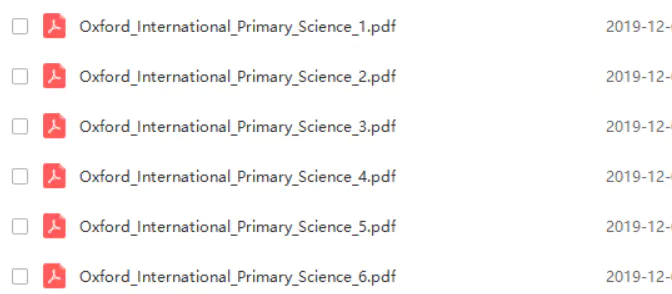 Oxford_International_Primary_Science_1.pdf 2019-12-
Oxford_International_Primary_Science_2.pdf 2019-12-
Oxford_International_Primary_Science_3.pdf 2019-12-
Oxford_International_Primary_Science_4.pdf 2019-12-
Oxford_International_Primary_Science_5.pdf 2019-12-
Oxford_International_Primary_Science_6.pdf 2019-12-